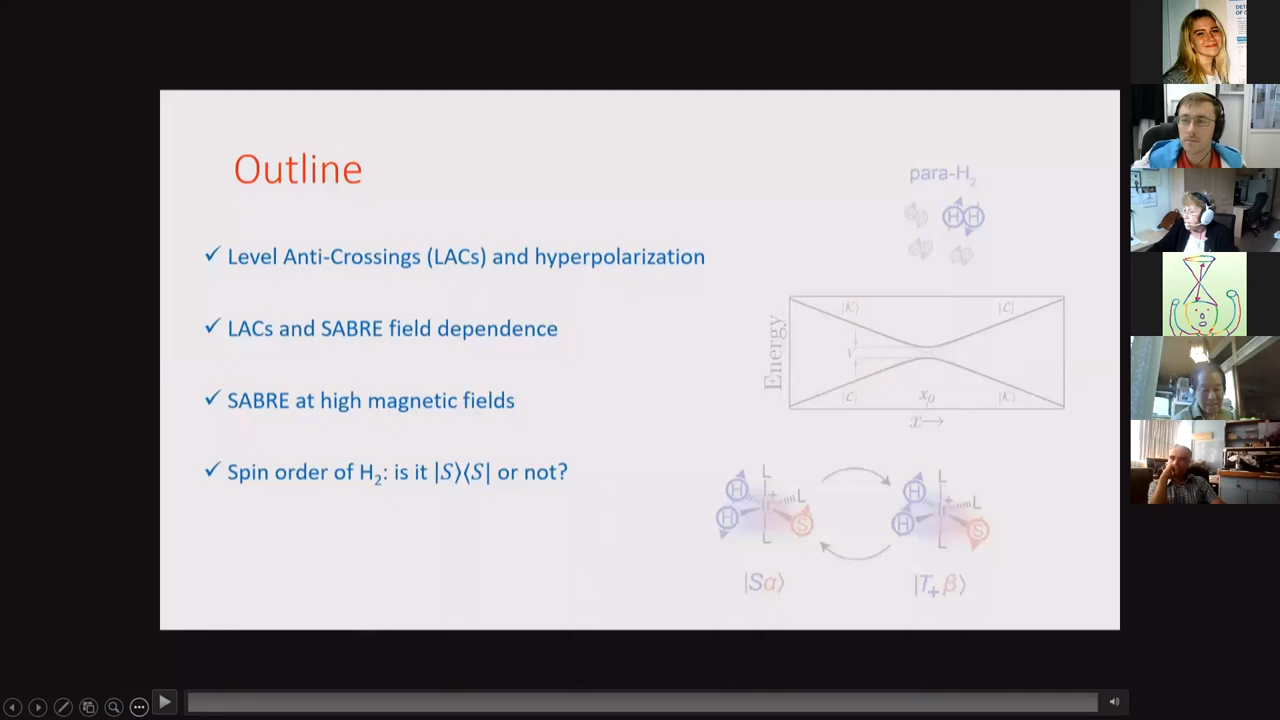 Outline
✓ Level Anti-Crossings (LACs) and hyperpolarization
✓ LACs and SABRE field dependence
✓ SABRE at high magnetic fields
✓ Spin order of H₂: is it |S⟩⟨S| or not?
para-H₂
H H
Energy
|K⟩ |L⟩
V
|L⟩ x₀ |K⟩
x→
L L
H L H L
H S H S
L L
|Sα⟩ |T₊β⟩